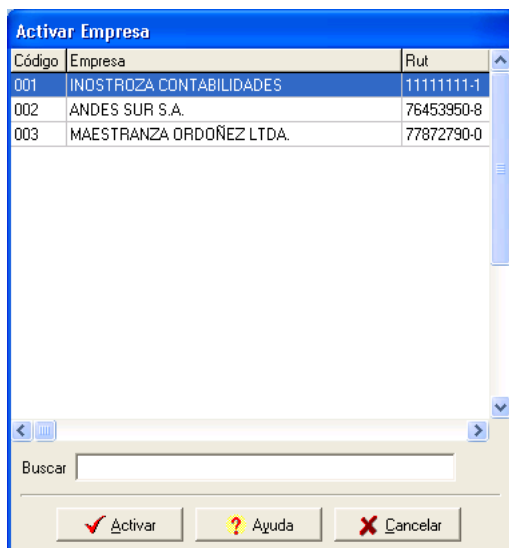 Activar Empresa
Código Empresa Rut
001 INOSTROZA CONTABILIDADES 11111111-1
002 ANDES SUR S.A. 76453950-8
003 MAESTRANZA ORDOÑEZ LTDA. 77872790-0
Buscar
Activar ? Ayuda Cancelar